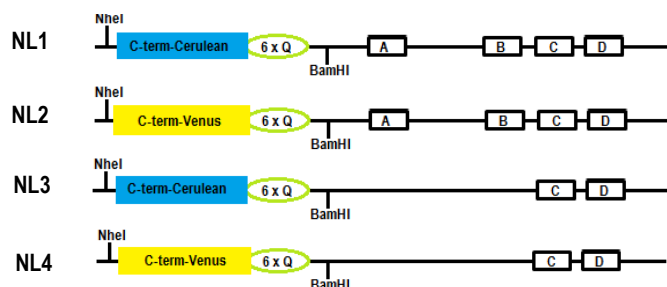 NheI
NL1 C-term-Cerulean 6 x Q A B C D
BamHI
NheI
NL2 C-term-Venus 6 x Q A B C D
BamHI
NheI
NL3 C-term-Cerulean 6 x Q C D
BamHI
NheI
NL4 C-term-Venus 6 x Q C D
BamHI